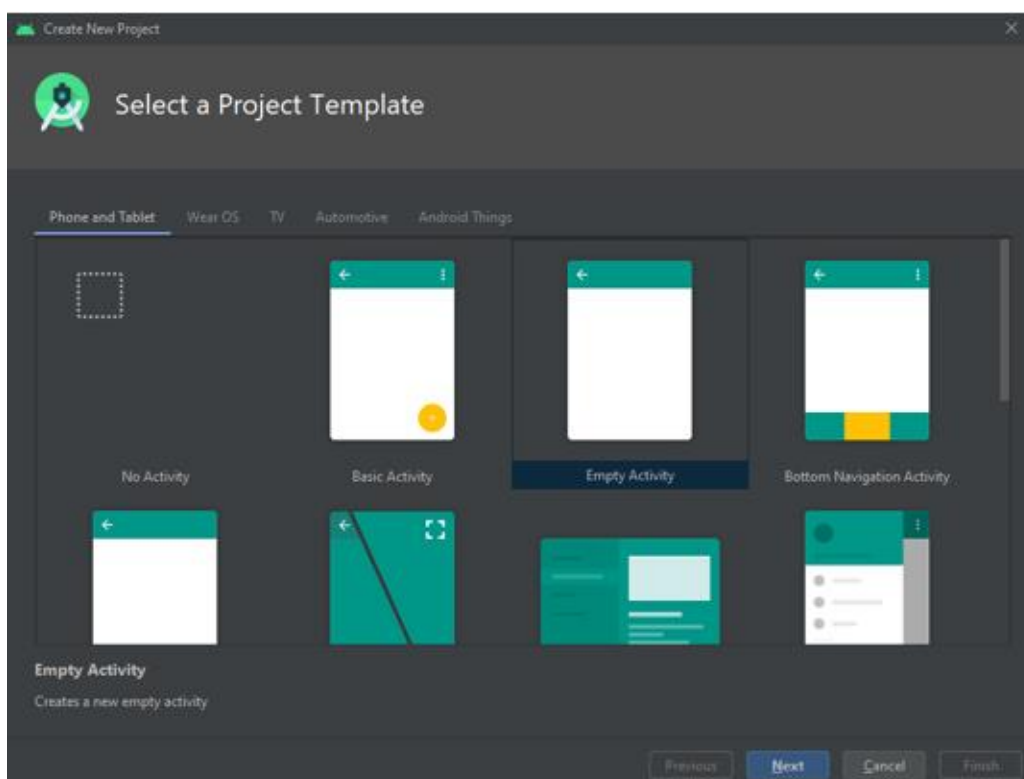 Create New Project
Select a Project Template
Phone and Tablet Wear OS TV Automotive Android Things
No Activity Basic Activity Empty Activity Bottom Navigation Activity
Empty Activity
Creates a new empty activity
Previous Next Cancel Finish